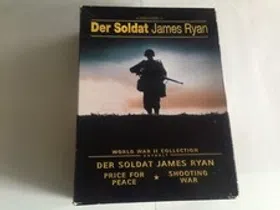 Der Soldat James Ryan
WORLD WAR II COLLECTION
DER SOLDAT JAMES RYAN
PRICE FOR PEACE ★ SHOOTING WAR